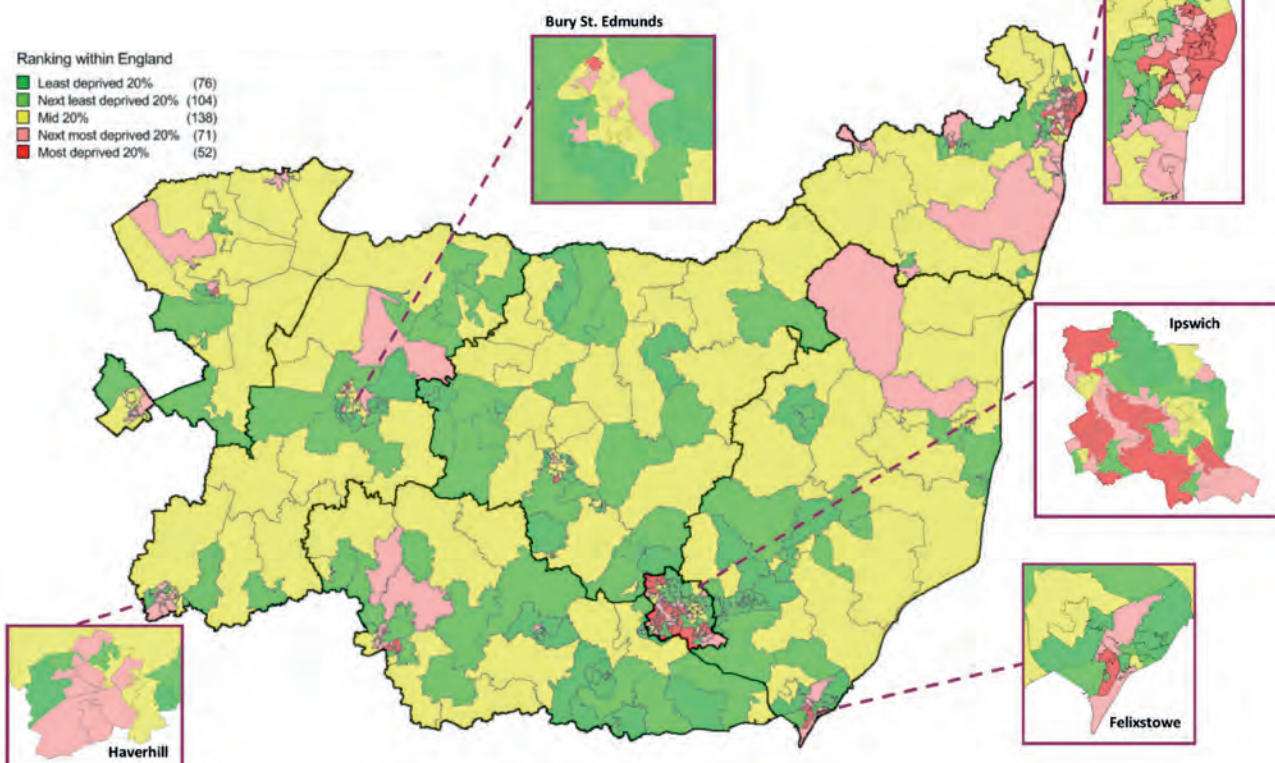 Bury St. Edmunds
Ranking within England
Least deprived 20% (76)
Next least deprived 20% (104)
Mid 20% (138)
Next most deprived 20% (71)
Most deprived 20% (52)
Ipswich
Haverhill
Felixstowe